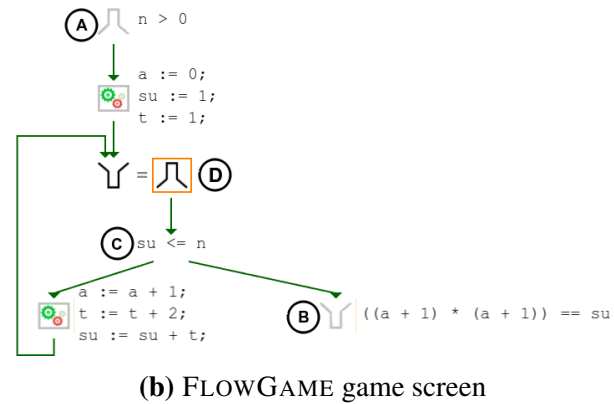 A n > 0
a := 0;
su := 1;
t := 1;
= D
C su <= n
a := a + 1;
t := t + 2;
su := su + t;
B ((a + 1) * (a + 1)) == su
(b) FLOWGAME game screen